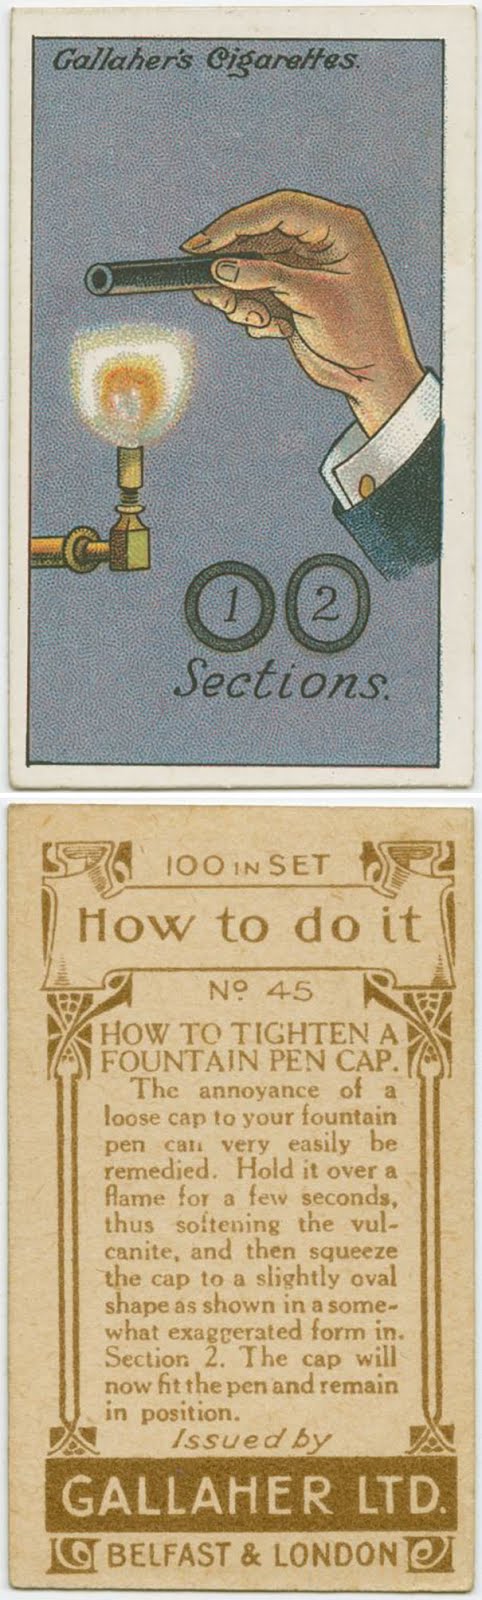 Gallaher's Cigarettes.
1 2
Sections.
100 IN SET
How to do it
No 45
HOW TO TIGHTEN A
FOUNTAIN PEN CAP.
The annoyance of a
loose cap to your fountain
pen can very easily be
remedied. Hold it over a
flame for a few seconds,
thus softening the vul-
canite, and then squeeze
the cap to a slightly oval
shape as shown in a some-
what exaggerated form in.
Section 2. The cap will
now fit the pen and remain
in position.
Issued by
GALLAHER LTD.
BELFAST & LONDON